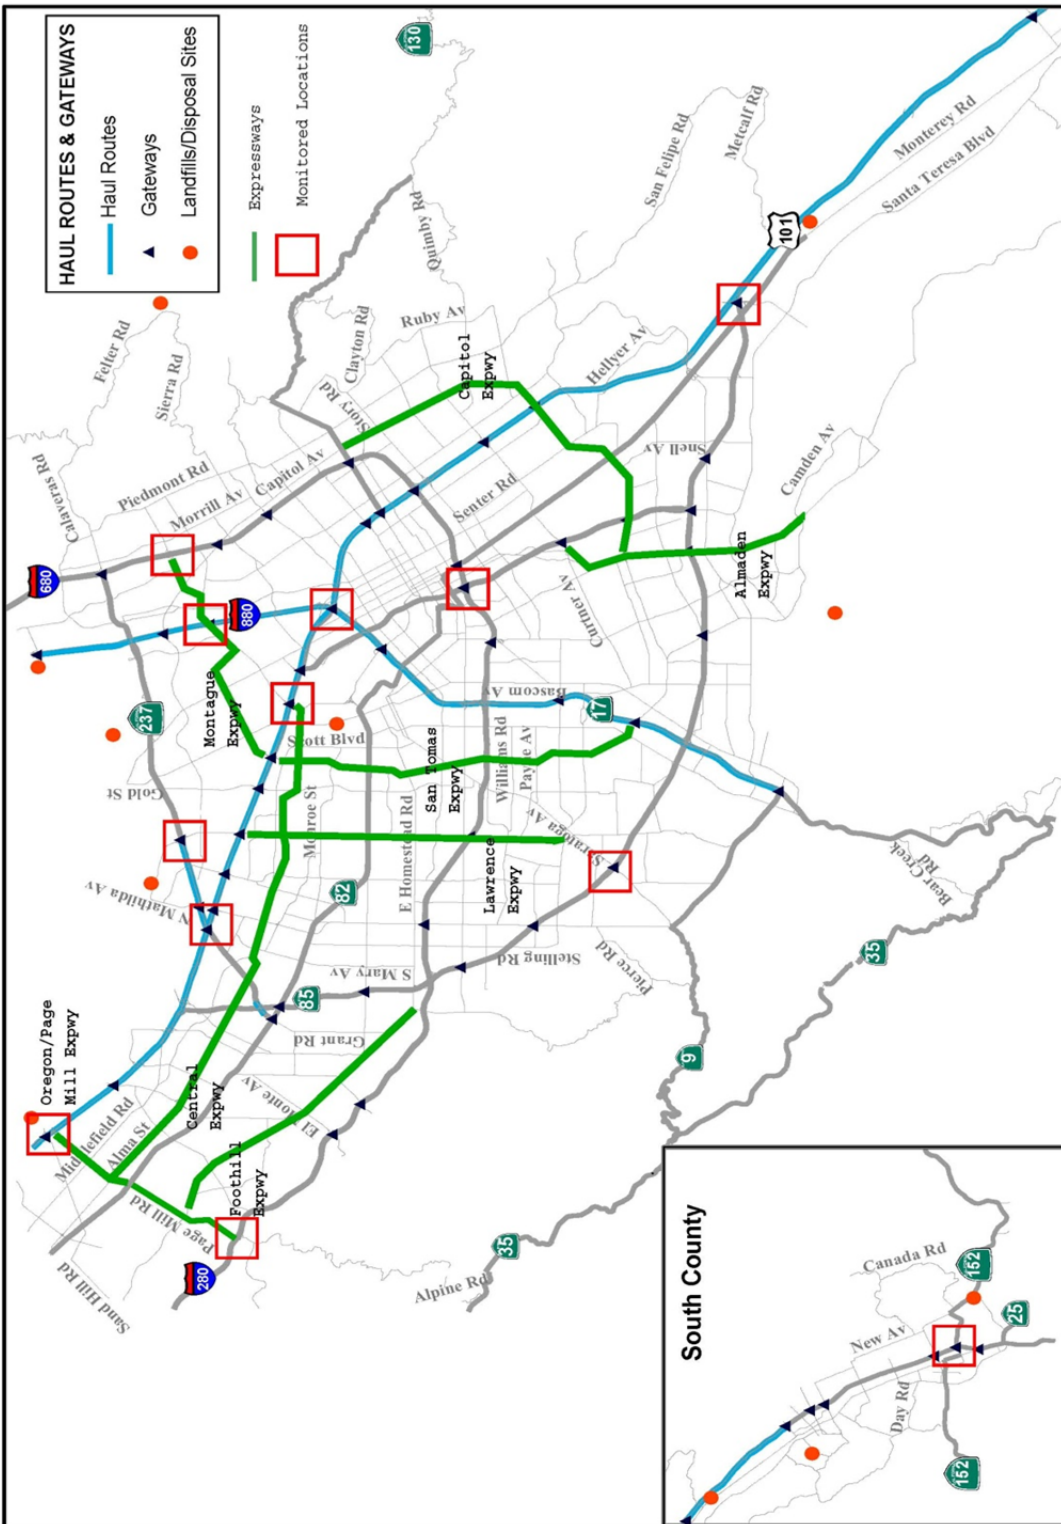 HAUL ROUTES & GATEWAYS
Haul Routes
Gateways
Landfills/Disposal Sites
Expressways
Monitored Locations
130
Felter Rd
Sierra Rd
Calaveras Rd
Piedmont Rd
Morrill Av
Capitol Av
Story Rd
Clayton Rd
Ruby Av
Quimby Rd
San Felipe Rd
Metcalf Rd
Monterey Rd
Santa Teresa Blvd
101
Capitol
Expwy
Hellyer Av
Senter Rd
Snell Av
Camden Av
Almaden
Expwy
Curtner Av
680
880
237
Montague
Expwy
Gold St
Scott Blvd
Bascom Av
17
San Tomas
Expwy
Williams Rd
Payne Av
Monroe St
E Homestead Rd
Saratoga Av
Lawrence
Expwy
82
N Mathilda Av
S Mary Av
Stelling Rd
Pierce Rd
Bear Creek
Rd
35
85
Grant Rd
9
Oregon/Page
Mill Expwy
Middlefield Rd
Alma St
Central
Expwy
El Monte Av
Foothill
Expwy
Page Mill Rd
Sand Hill Rd
280
Alpine Rd
35
South County
Canada Rd
152
New Av
25
Day Rd
152